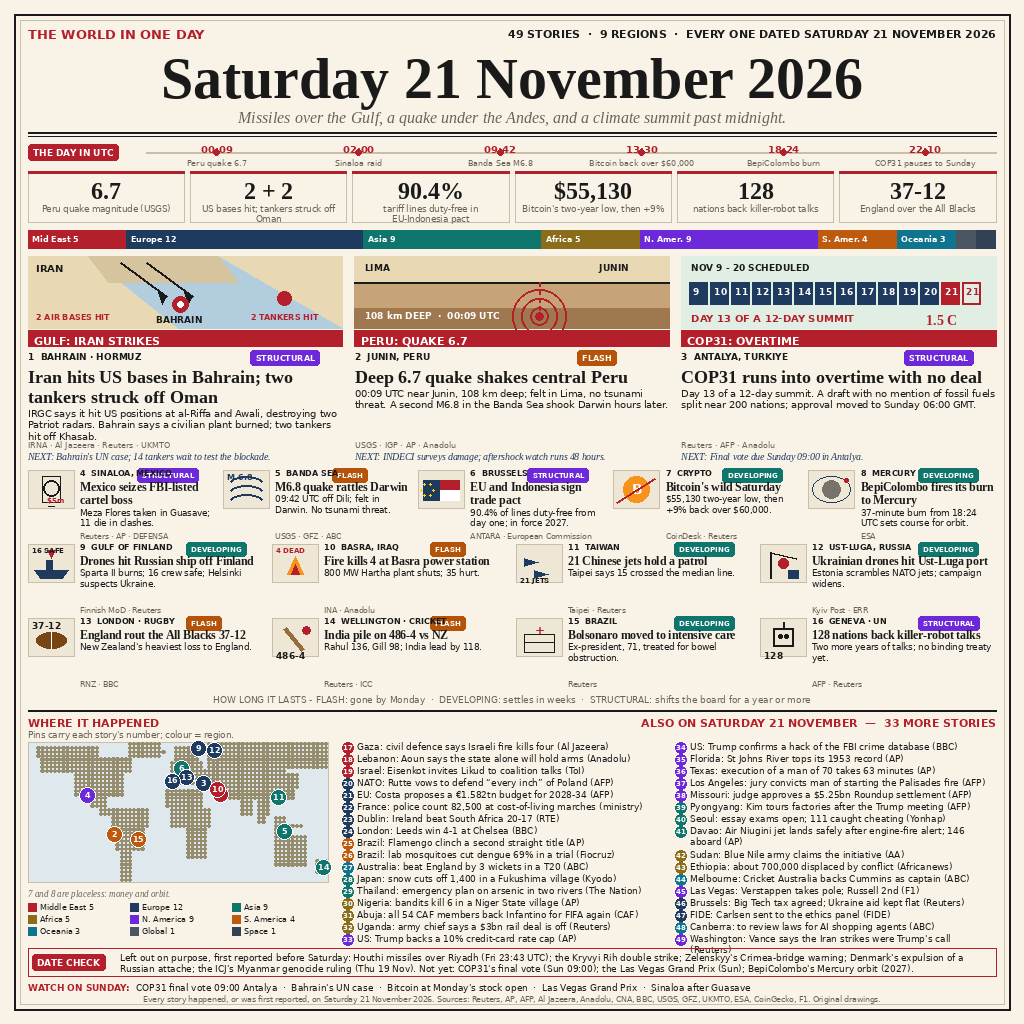 THE WORLD IN ONE DAY
49 STORIES · 9 REGIONS · EVERY ONE DATED SATURDAY 21 NOVEMBER 2026
Saturday 21 November 2026
Missiles over the Gulf, a quake under the Andes, and a climate summit past midnight.
THE DAY IN UTC
00:09
Peru quake 6.7
02:00
Sinaloa raid
09:42
Banda Sea M6.8
13:30
Bitcoin back over $60,000
18:24
BepiColombo burn
22:10
COP31 pauses to Sunday
6.7
Peru quake magnitude (USGS)
2 + 2
US bases hit; tankers struck off
Oman
90.4%
tariff lines duty-free in
EU-Indonesia pact
$55,130
Bitcoin's two-year low, then +9%
128
nations back killer-robot talks
37-12
England over the All Blacks
Mid East 5
Europe 12
Asia 9
Africa 5
N. Amer. 9
S. Amer. 4
Oceania 3
IRAN
2 AIR BASES HIT
BAHRAIN
2 TANKERS HIT
GULF: IRAN STRIKES
1 BAHRAIN · HORMUZ
STRUCTURAL
Iran hits US bases in Bahrain; two
tankers struck off Oman
IRGC says it hit US positions at al-Riffa and Awali, destroying two
Patriot radars. Bahrain says a civilian plant burned; two tankers
hit off Khasab.
IRNA · Al Jazeera · Reuters · UKMTO
NEXT: Bahrain's UN case; 14 tankers wait to test the blockade.
LIMA
JUNIN
108 km DEEP · 00:09 UTC
PERU: QUAKE 6.7
2 JUNIN, PERU
FLASH
Deep 6.7 quake shakes central Peru
00:09 UTC near Junin, 108 km deep; felt in Lima, no tsunami
threat. A second M6.8 in the Banda Sea shook Darwin hours later.
USGS · IGP · AP · Anadolu
NEXT: INDECI surveys damage; aftershock watch runs 48 hours.
NOV 9 - 20 SCHEDULED
9 10 11 12 13 14 15 16 17 18 19 20 21 21
DAY 13 OF A 12-DAY SUMMIT
1.5 C
COP31: OVERTIME
3 ANTALYA, TURKIYE
STRUCTURAL
COP31 runs into overtime with no deal
Day 13 of a 12-day summit. A draft with no mention of fossil fuels
split near 200 nations; approval moved to Sunday 06:00 GMT.
Reuters · AFP · Anadolu
NEXT: Final vote due Sunday 09:00 in Antalya.
$5m
4 SINALOA, MEXICO
STRUCTURAL
Mexico seizes FBI-listed
cartel boss
Meza Flores taken in Guasave;
11 die in clashes.
Reuters · AP · DEFENSA
M 6.8
5 BANDA SEA
FLASH
M6.8 quake rattles Darwin
09:42 UTC off Dili; felt in
Darwin. No tsunami threat.
USGS · GFZ · ABC
6 BRUSSELS
STRUCTURAL
EU and Indonesia sign
trade pact
90.4% of lines duty-free from
day one; in force 2027.
ANTARA · European Commission
B
7 CRYPTO
DEVELOPING
Bitcoin's wild Saturday
$55,130 two-year low, then
+9% back over $60,000.
CoinDesk · Reuters
8 MERCURY
DEVELOPING
BepiColombo fires its burn
to Mercury
37-minute burn from 18:24
UTC sets course for orbit.
ESA
16 SAFE
9 GULF OF FINLAND
DEVELOPING
Drones hit Russian ship off Finland
Sparta II burns; 16 crew safe; Helsinki
suspects Ukraine.
Finnish MoD · Reuters
4 DEAD
10 BASRA, IRAQ
FLASH
Fire kills 4 at Basra power station
800 MW Hartha plant shuts; 35 hurt.
INA · Anadolu
21 JETS
11 TAIWAN
DEVELOPING
21 Chinese jets hold a patrol
Taipei says 15 crossed the median line.
Taipei · Reuters
12 UST-LUGA, RUSSIA
DEVELOPING
Ukrainian drones hit Ust-Luga port
Estonia scrambles NATO jets; campaign
widens.
Kyiv Post · ERR
37-12
13 LONDON · RUGBY
FLASH
England rout the All Blacks 37-12
New Zealand's heaviest loss to England.
RNZ · BBC
486-4
14 WELLINGTON · CRICKET
FLASH
India pile on 486-4 vs NZ
Rahul 136, Gill 98; India lead by 118.
Reuters · ICC
15 BRAZIL
DEVELOPING
Bolsonaro moved to intensive care
Ex-president, 71, treated for bowel
obstruction.
Reuters
128
16 GENEVA · UN
STRUCTURAL
128 nations back killer-robot talks
Two more years of talks; no binding treaty
yet.
AFP · Reuters
HOW LONG IT LASTS - FLASH: gone by Monday · DEVELOPING: settles in weeks · STRUCTURAL: shifts the board for a year or more
WHERE IT HAPPENED
Pins carry each story's number; colour = region.
9 12
6
16 13 3 10
4
11
2 15
5
14
7 and 8 are placeless: money and orbit.
Middle East 5
Europe 12
Asia 9
Africa 5
N. America 9
S. America 4
Oceania 3
Global 1
Space 1
ALSO ON SATURDAY 21 NOVEMBER — 33 MORE STORIES
17 Gaza: civil defence says Israeli fire kills four (Al Jazeera)
18 Lebanon: Aoun says the state alone will hold arms (Anadolu)
19 Israel: Eisenkot invites Likud to coalition talks (ToI)
20 NATO: Rutte vows to defend “every inch” of Poland (AFP)
21 EU: Costa proposes a €1.582tn budget for 2028-34 (AFP)
22 France: police count 82,500 at cost-of-living marches (ministry)
23 Dublin: Ireland beat South Africa 20-17 (RTE)
24 London: Leeds win 4-1 at Chelsea (BBC)
25 Brazil: Flamengo clinch a second straight title (AP)
26 Brazil: lab mosquitoes cut dengue 69% in a trial (Fiocruz)
27 Australia: beat England by 3 wickets in a T20 (ABC)
28 Japan: snow cuts off 1,400 in a Fukushima village (Kyodo)
29 Thailand: emergency plan on arsenic in two rivers (The Nation)
30 Nigeria: bandits kill 6 in a Niger State village (AP)
31 Abuja: all 54 CAF members back Infantino for FIFA again (CAF)
32 Uganda: army chief says a $3bn rail deal is off (Reuters)
33 US: Trump backs a 10% credit-card rate cap (AP)
34 US: Trump confirms a hack of the FBI crime database (BBC)
35 Florida: St Johns River tops its 1953 record (AP)
36 Texas: execution of a man of 70 takes 63 minutes (AP)
37 Los Angeles: jury convicts man of starting the Palisades fire (AP)
38 Missouri: judge approves a $5.25bn Roundup settlement (AFP)
39 Pyongyang: Kim tours factories after the Trump meeting (AFP)
40 Seoul: essay exams open; 111 caught cheating (Yonhap)
41 Davao: Air Niugini jet lands safely after engine-fire alert; 146
aboard (AP)
42 Sudan: Blue Nile army claims the initiative (AA)
43 Ethiopia: about 700,000 displaced by conflict (Africanews)
44 Melbourne: Cricket Australia backs Cummins as captain (ABC)
45 Las Vegas: Verstappen takes pole; Russell 2nd (F1)
46 Brussels: Big Tech tax agreed; Ukraine aid kept flat (Reuters)
47 FIDE: Carlsen sent to the ethics panel (FIDE)
48 Canberra: to review laws for AI shopping agents (ABC)
49 Washington: Vance says the Iran strikes were Trump's call
(Reuters)
DATE CHECK
Left out on purpose, first reported before Saturday: Houthi missiles over Riyadh (Fri 23:43 UTC); the Kryvyi Rih double strike; Zelenskyy's Crimea-bridge warning; Denmark's expulsion of a
Russian attache; the ICJ's Myanmar genocide ruling (Thu 19 Nov). Not yet: COP31's final vote (Sun 09:00); the Las Vegas Grand Prix (Sun); BepiColombo's Mercury orbit (2027).
WATCH ON SUNDAY: COP31 final vote 09:00 Antalya · Bahrain's UN case · Bitcoin at Monday's stock open · Las Vegas Grand Prix · Sinaloa after Guasave
Every story happened, or was first reported, on Saturday 21 November 2026. Sources: Reuters, AP, AFP, Al Jazeera, Anadolu, CNA, BBC, USGS, GFZ, UKMTO, ESA, CoinGecko, F1. Original drawings.